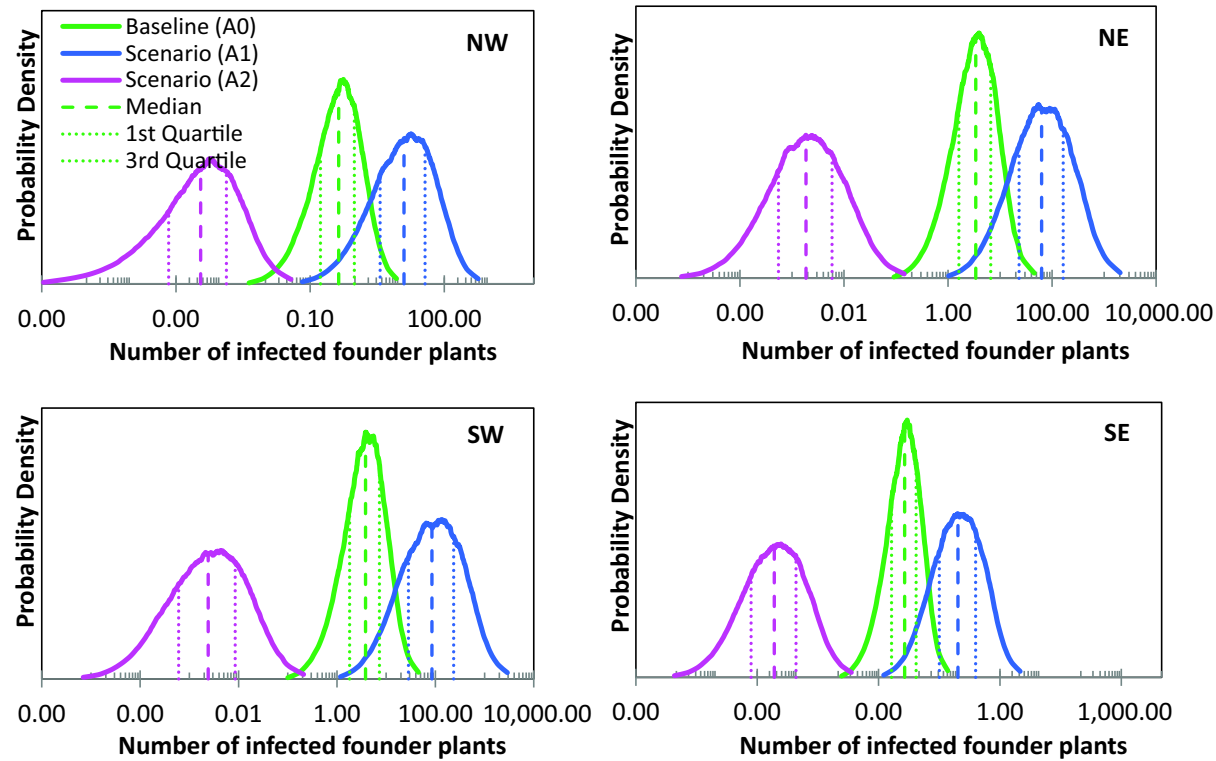 Probability Density
Baseline (A0)
Scenario (A1)
Scenario (A2)
Median
1st Quartile
3rd Quartile
NW
0.00 0.00 0.10 100.00
Number of infected founder plants
Probability Density
NE
0.00 0.00 0.01 1.00 100.00 10,000.00
Number of infected founder plants
Probability Density
SW
0.00 0.00 0.01 1.00 100.00 10,000.00
Number of infected founder plants
Probability Density
SE
0.00 0.00 0.00 1.00 1,000.00
Number of infected founder plants